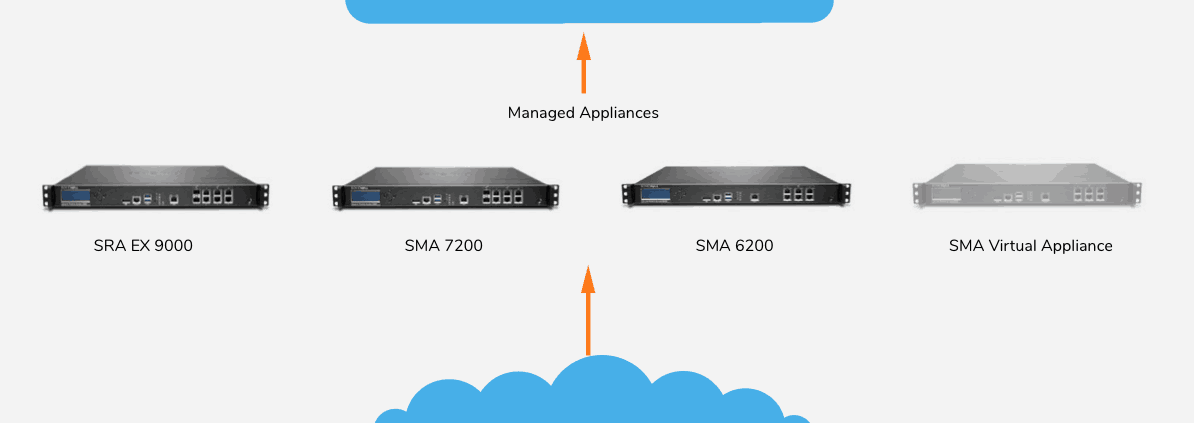 Managed Appliances
SRA EX 9000
SMA 7200
SMA 6200
SMA Virtual Appliance